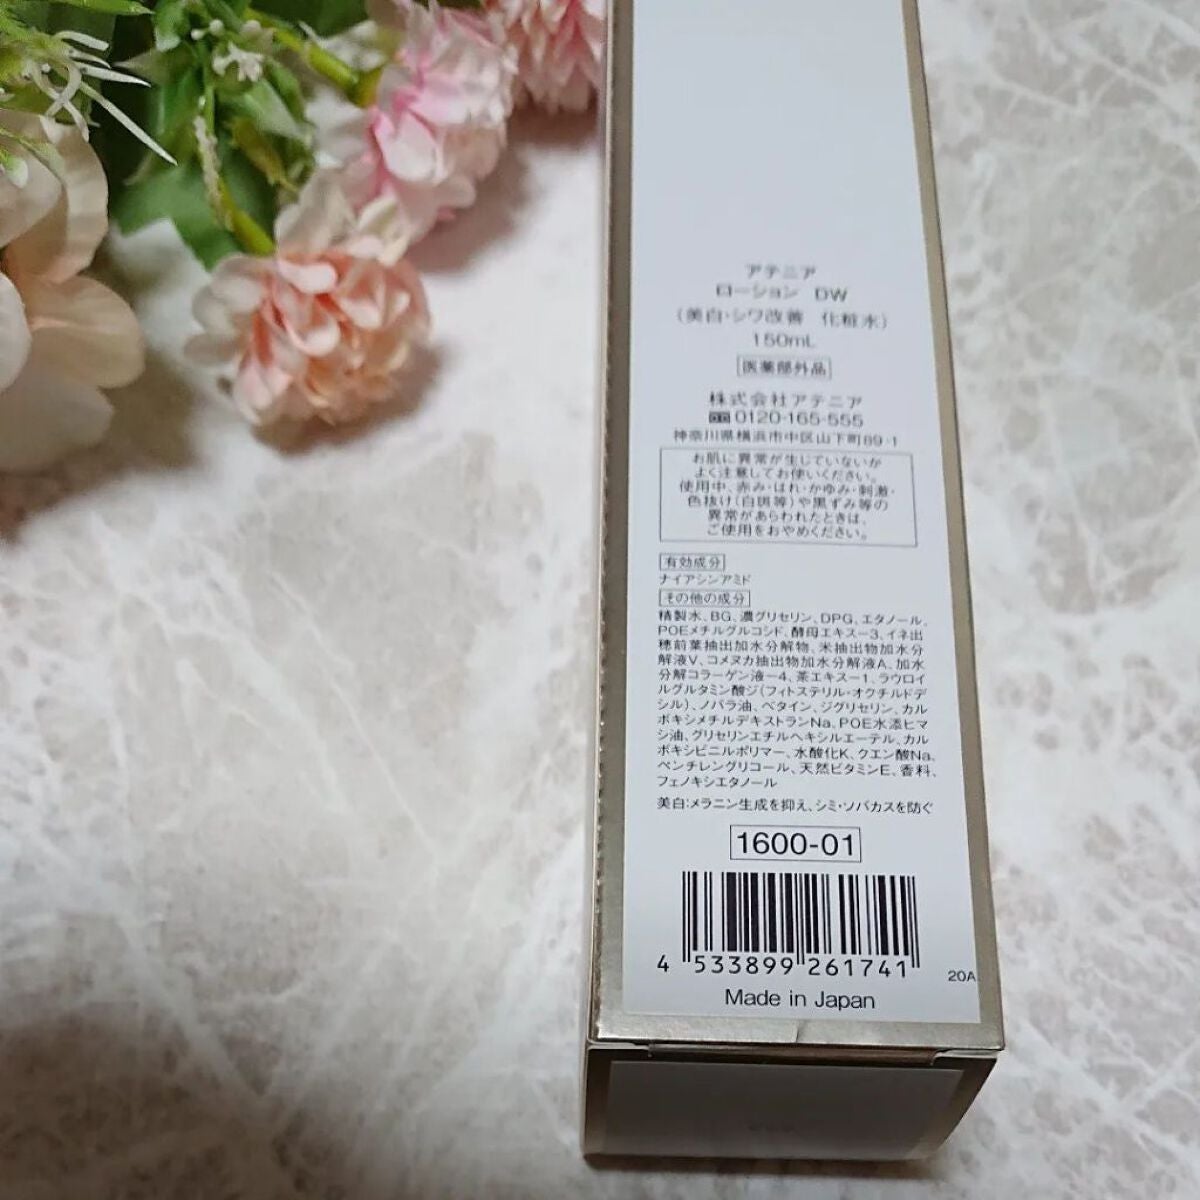 アテニア
ローション DW
(美白・シワ改善 化粧水)
150mL
医薬部外品
株式会社アテニア
0120-165-555
神奈川県横浜市中区山下町89-1
お肌に異常が生じていないか
よく注意してお使いください。
使用中、赤み・はれ・かゆみ・刺激・
色抜け(白斑等)や黒ずみ等の
異常があらわれたときは、
ご使用をおやめください。
有効成分
ナイアシンアミド
その他の成分
精製水、BG、濃グリセリン、DPG、エタノール、
POEメチルグルコシド、酵母エキス-3、イネ出
穂前葉抽出加水分解物、米抽出物加水分
解液V、コメヌカ抽出物加水分解液A、加水
分解コラーゲン液-4、茶エキス-1、ラウロイ
ルグルタミン酸ジ(フィトステリル・オクチルドデ
シル)、ノバラ油、ベタイン、ジグリセリン、カル
ボキシメチルデキストランNa、POE水添ヒマ
シ油、グリセリンエチルヘキシルエーテル、カル
ボキシビニルポリマー、水酸化K、クエン酸Na、
ペンチレングリコール、天然ビタミンE、香料、
フェノキシエタノール
美白:メラニン生成を抑え、シミ・ソバカスを防ぐ
1600-01
4 533899 261741
20A
Made in Japan